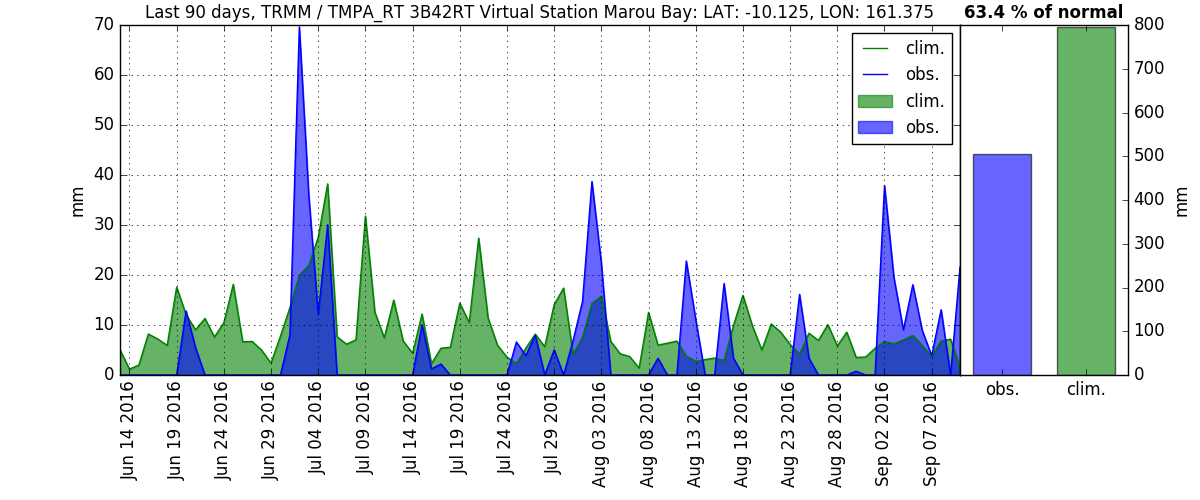 Last 90 days, TRMM / TMPA_RT 3B42RT Virtual Station Marou Bay: LAT: -10.125, LON: 161.375
63.4 % of normal
70
60
50
40
30
20
10
0
mm
clim.
obs.
clim.
obs.
800
700
600
500
400
300
200
100
0
mm
Jun 14 2016
Jun 19 2016
Jun 24 2016
Jun 29 2016
Jul 04 2016
Jul 09 2016
Jul 14 2016
Jul 19 2016
Jul 24 2016
Jul 29 2016
Aug 03 2016
Aug 08 2016
Aug 13 2016
Aug 18 2016
Aug 23 2016
Aug 28 2016
Sep 02 2016
Sep 07 2016
obs.
clim.